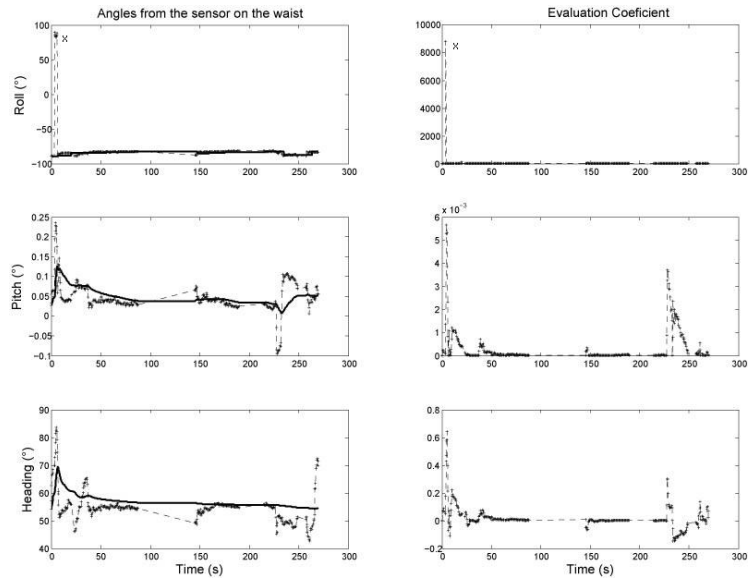 Angles from the sensor on the waist
Evaluation Coeficient
Roll (°)
100
50
0
−50
−100
0 50 100 150 200 250 300
X
10000
8000
6000
4000
2000
0
0 50 100 150 200 250 300
X
Pitch (°)
0.25
0.2
0.15
0.1
0.05
0
−0.05
−0.1
0 50 100 150 200 250 300
x 10⁻³
6
5
4
3
2
1
0
0 50 100 150 200 250 300
Heading (°)
90
80
70
60
50
40
0 50 100 150 200 250 300
Time (s)
0.8
0.6
0.4
0.2
0
−0.2
0 50 100 150 200 250 300
Time (s)